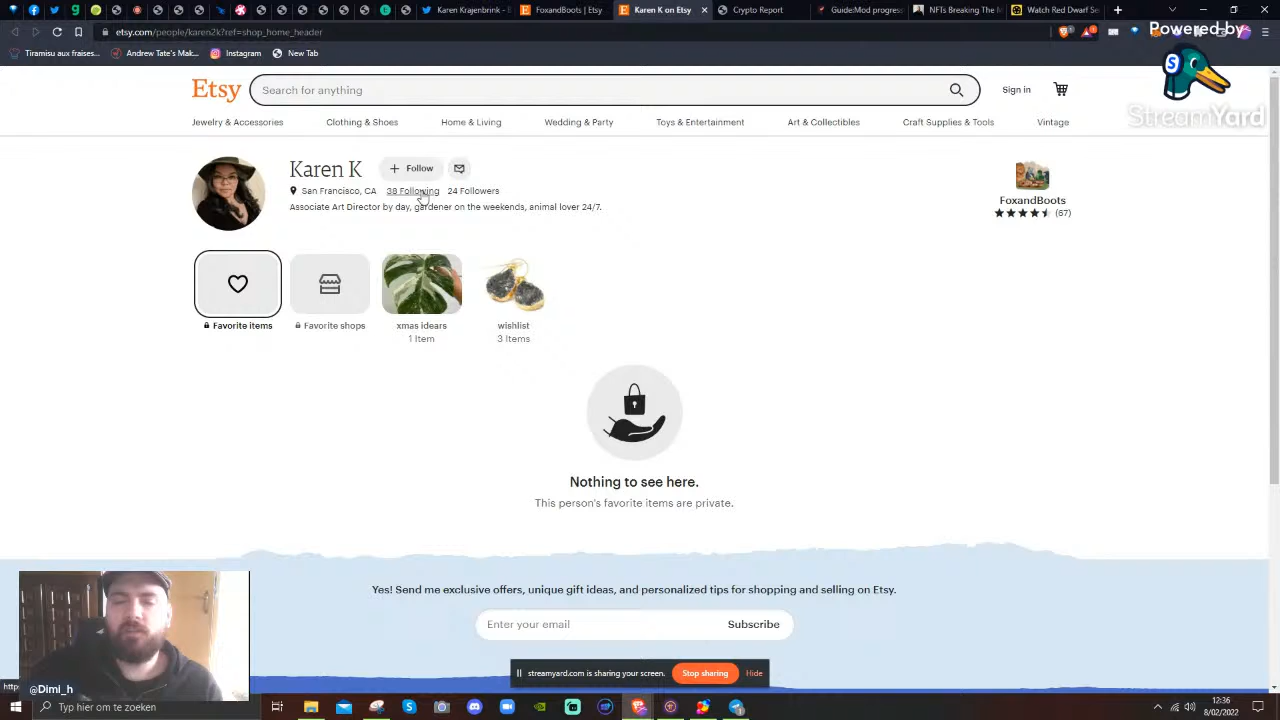 Karen Krajenbrink - I
FoxandBoots | Etsy
Karen K on Etsy
Crypto Report
GuideMod progres
NFTs Breaking The N
Watch Red Dwarf Se
etsy.com/people/karen2k?ref=shop_home_header
Powered by
Tiramisu aux fraises...
Andrew Tate's Mak...
Instagram
New Tab
StreamYard
Etsy
Search for anything
Sign in
Jewelry & Accessories
Clothing & Shoes
Home & Living
Wedding & Party
Toys & Entertainment
Art & Collectibles
Craft Supplies & Tools
Vintage
Karen K
+ Follow
San Francisco, CA
38 Following
24 Followers
Associate Art Director by day, gardener on the weekends, animal lover 24/7.
FoxandBoots
(67)
Favorite items
Favorite shops
xmas idears
1 Item
wishlist
3 Items
Nothing to see here.
This person's favorite items are private.
Yes! Send me exclusive offers, unique gift ideas, and personalized tips for shopping and selling on Etsy.
Enter your email
Subscribe
streamyard.com is sharing your screen.
Stop sharing
Hide
@Dimi_h
Typ hier om te zoeken
12:36
8/02/2022